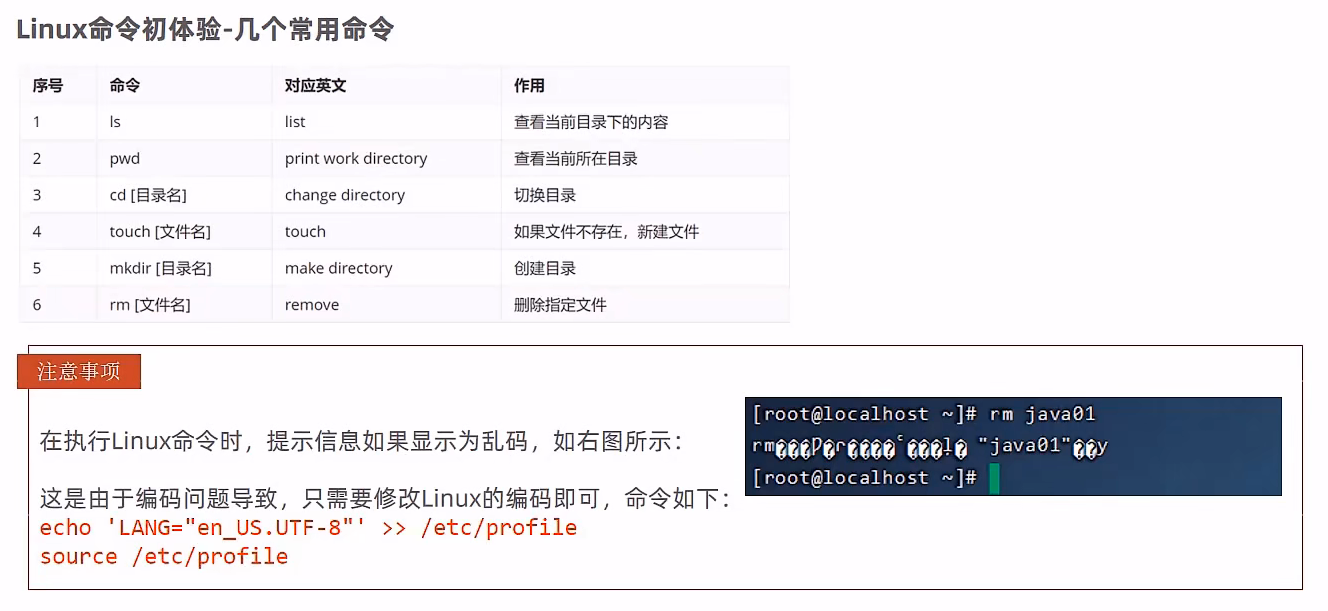 Linux命令初体验-几个常用命令
序号 命令 对应英文 作用
1 ls list 查看当前目录下的内容
2 pwd print work directory 查看当前所在目录
3 cd [目录名] change directory 切换目录
4 touch [文件名] touch 如果文件不存在，新建文件
5 mkdir [目录名] make directory 创建目录
6 rm [文件名] remove 删除指定文件
注意事项
在执行Linux命令时，提示信息如果显示为乱码，如右图所示：
这是由于编码问题导致，只需要修改Linux的编码即可，命令如下：
echo 'LANG="en_US.UTF-8"' >> /etc/profile
source /etc/profile
[root@localhost ~]# rm java01
rm "java01" y
[root@localhost ~]#